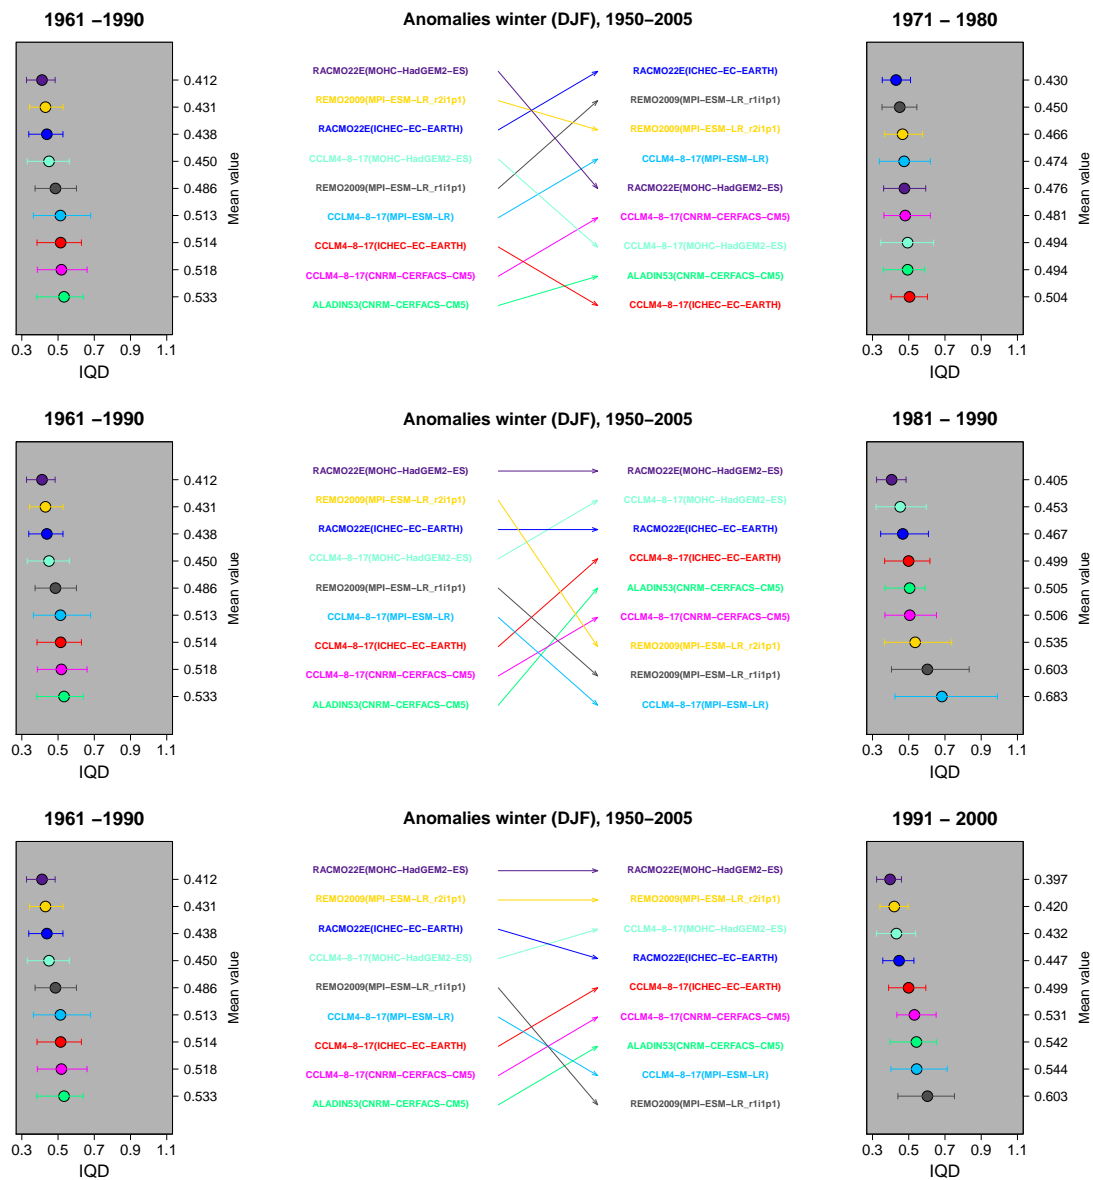 1961 −1990
Anomalies winter (DJF), 1950−2005
1971 − 1980
RACMO22E(MOHC−HadGEM2−ES)
REMO2009(MPI−ESM−LR_r2i1p1)
RACMO22E(ICHEC−EC−EARTH)
CCLM4−8−17(MOHC−HadGEM2−ES)
REMO2009(MPI−ESM−LR_r1i1p1)
CCLM4−8−17(MPI−ESM−LR)
CCLM4−8−17(ICHEC−EC−EARTH)
CCLM4−8−17(CNRM−CERFACS−CM5)
ALADIN53(CNRM−CERFACS−CM5)
RACMO22E(ICHEC−EC−EARTH)
REMO2009(MPI−ESM−LR_r1i1p1)
REMO2009(MPI−ESM−LR_r2i1p1)
CCLM4−8−17(MPI−ESM−LR)
RACMO22E(MOHC−HadGEM2−ES)
CCLM4−8−17(CNRM−CERFACS−CM5)
CCLM4−8−17(MOHC−HadGEM2−ES)
ALADIN53(CNRM−CERFACS−CM5)
CCLM4−8−17(ICHEC−EC−EARTH)
0.412
0.431
0.438
0.450
0.486
0.513
0.514
0.518
0.533
Mean value
0.3 0.5 0.7 0.9 1.1
IQD
0.430
0.450
0.466
0.474
0.476
0.481
0.494
0.494
0.504
Mean value
0.3 0.5 0.7 0.9 1.1
IQD
1961 −1990
Anomalies winter (DJF), 1950−2005
1981 − 1990
RACMO22E(MOHC−HadGEM2−ES)
REMO2009(MPI−ESM−LR_r2i1p1)
RACMO22E(ICHEC−EC−EARTH)
CCLM4−8−17(MOHC−HadGEM2−ES)
REMO2009(MPI−ESM−LR_r1i1p1)
CCLM4−8−17(MPI−ESM−LR)
CCLM4−8−17(ICHEC−EC−EARTH)
CCLM4−8−17(CNRM−CERFACS−CM5)
ALADIN53(CNRM−CERFACS−CM5)
RACMO22E(MOHC−HadGEM2−ES)
CCLM4−8−17(MOHC−HadGEM2−ES)
RACMO22E(ICHEC−EC−EARTH)
CCLM4−8−17(ICHEC−EC−EARTH)
ALADIN53(CNRM−CERFACS−CM5)
CCLM4−8−17(CNRM−CERFACS−CM5)
REMO2009(MPI−ESM−LR_r2i1p1)
REMO2009(MPI−ESM−LR_r1i1p1)
CCLM4−8−17(MPI−ESM−LR)
0.412
0.431
0.438
0.450
0.486
0.513
0.514
0.518
0.533
Mean value
0.3 0.5 0.7 0.9 1.1
IQD
0.405
0.453
0.467
0.499
0.505
0.506
0.535
0.603
0.683
Mean value
0.3 0.5 0.7 0.9 1.1
IQD
1961 −1990
Anomalies winter (DJF), 1950−2005
1991 − 2000
RACMO22E(MOHC−HadGEM2−ES)
REMO2009(MPI−ESM−LR_r2i1p1)
RACMO22E(ICHEC−EC−EARTH)
CCLM4−8−17(MOHC−HadGEM2−ES)
REMO2009(MPI−ESM−LR_r1i1p1)
CCLM4−8−17(MPI−ESM−LR)
CCLM4−8−17(ICHEC−EC−EARTH)
CCLM4−8−17(CNRM−CERFACS−CM5)
ALADIN53(CNRM−CERFACS−CM5)
RACMO22E(MOHC−HadGEM2−ES)
REMO2009(MPI−ESM−LR_r2i1p1)
CCLM4−8−17(MOHC−HadGEM2−ES)
RACMO22E(ICHEC−EC−EARTH)
CCLM4−8−17(ICHEC−EC−EARTH)
CCLM4−8−17(CNRM−CERFACS−CM5)
ALADIN53(CNRM−CERFACS−CM5)
CCLM4−8−17(MPI−ESM−LR)
REMO2009(MPI−ESM−LR_r1i1p1)
0.412
0.431
0.438
0.450
0.486
0.513
0.514
0.518
0.533
Mean value
0.3 0.5 0.7 0.9 1.1
IQD
0.397
0.420
0.432
0.447
0.499
0.531
0.542
0.544
0.603
Mean value
0.3 0.5 0.7 0.9 1.1
IQD